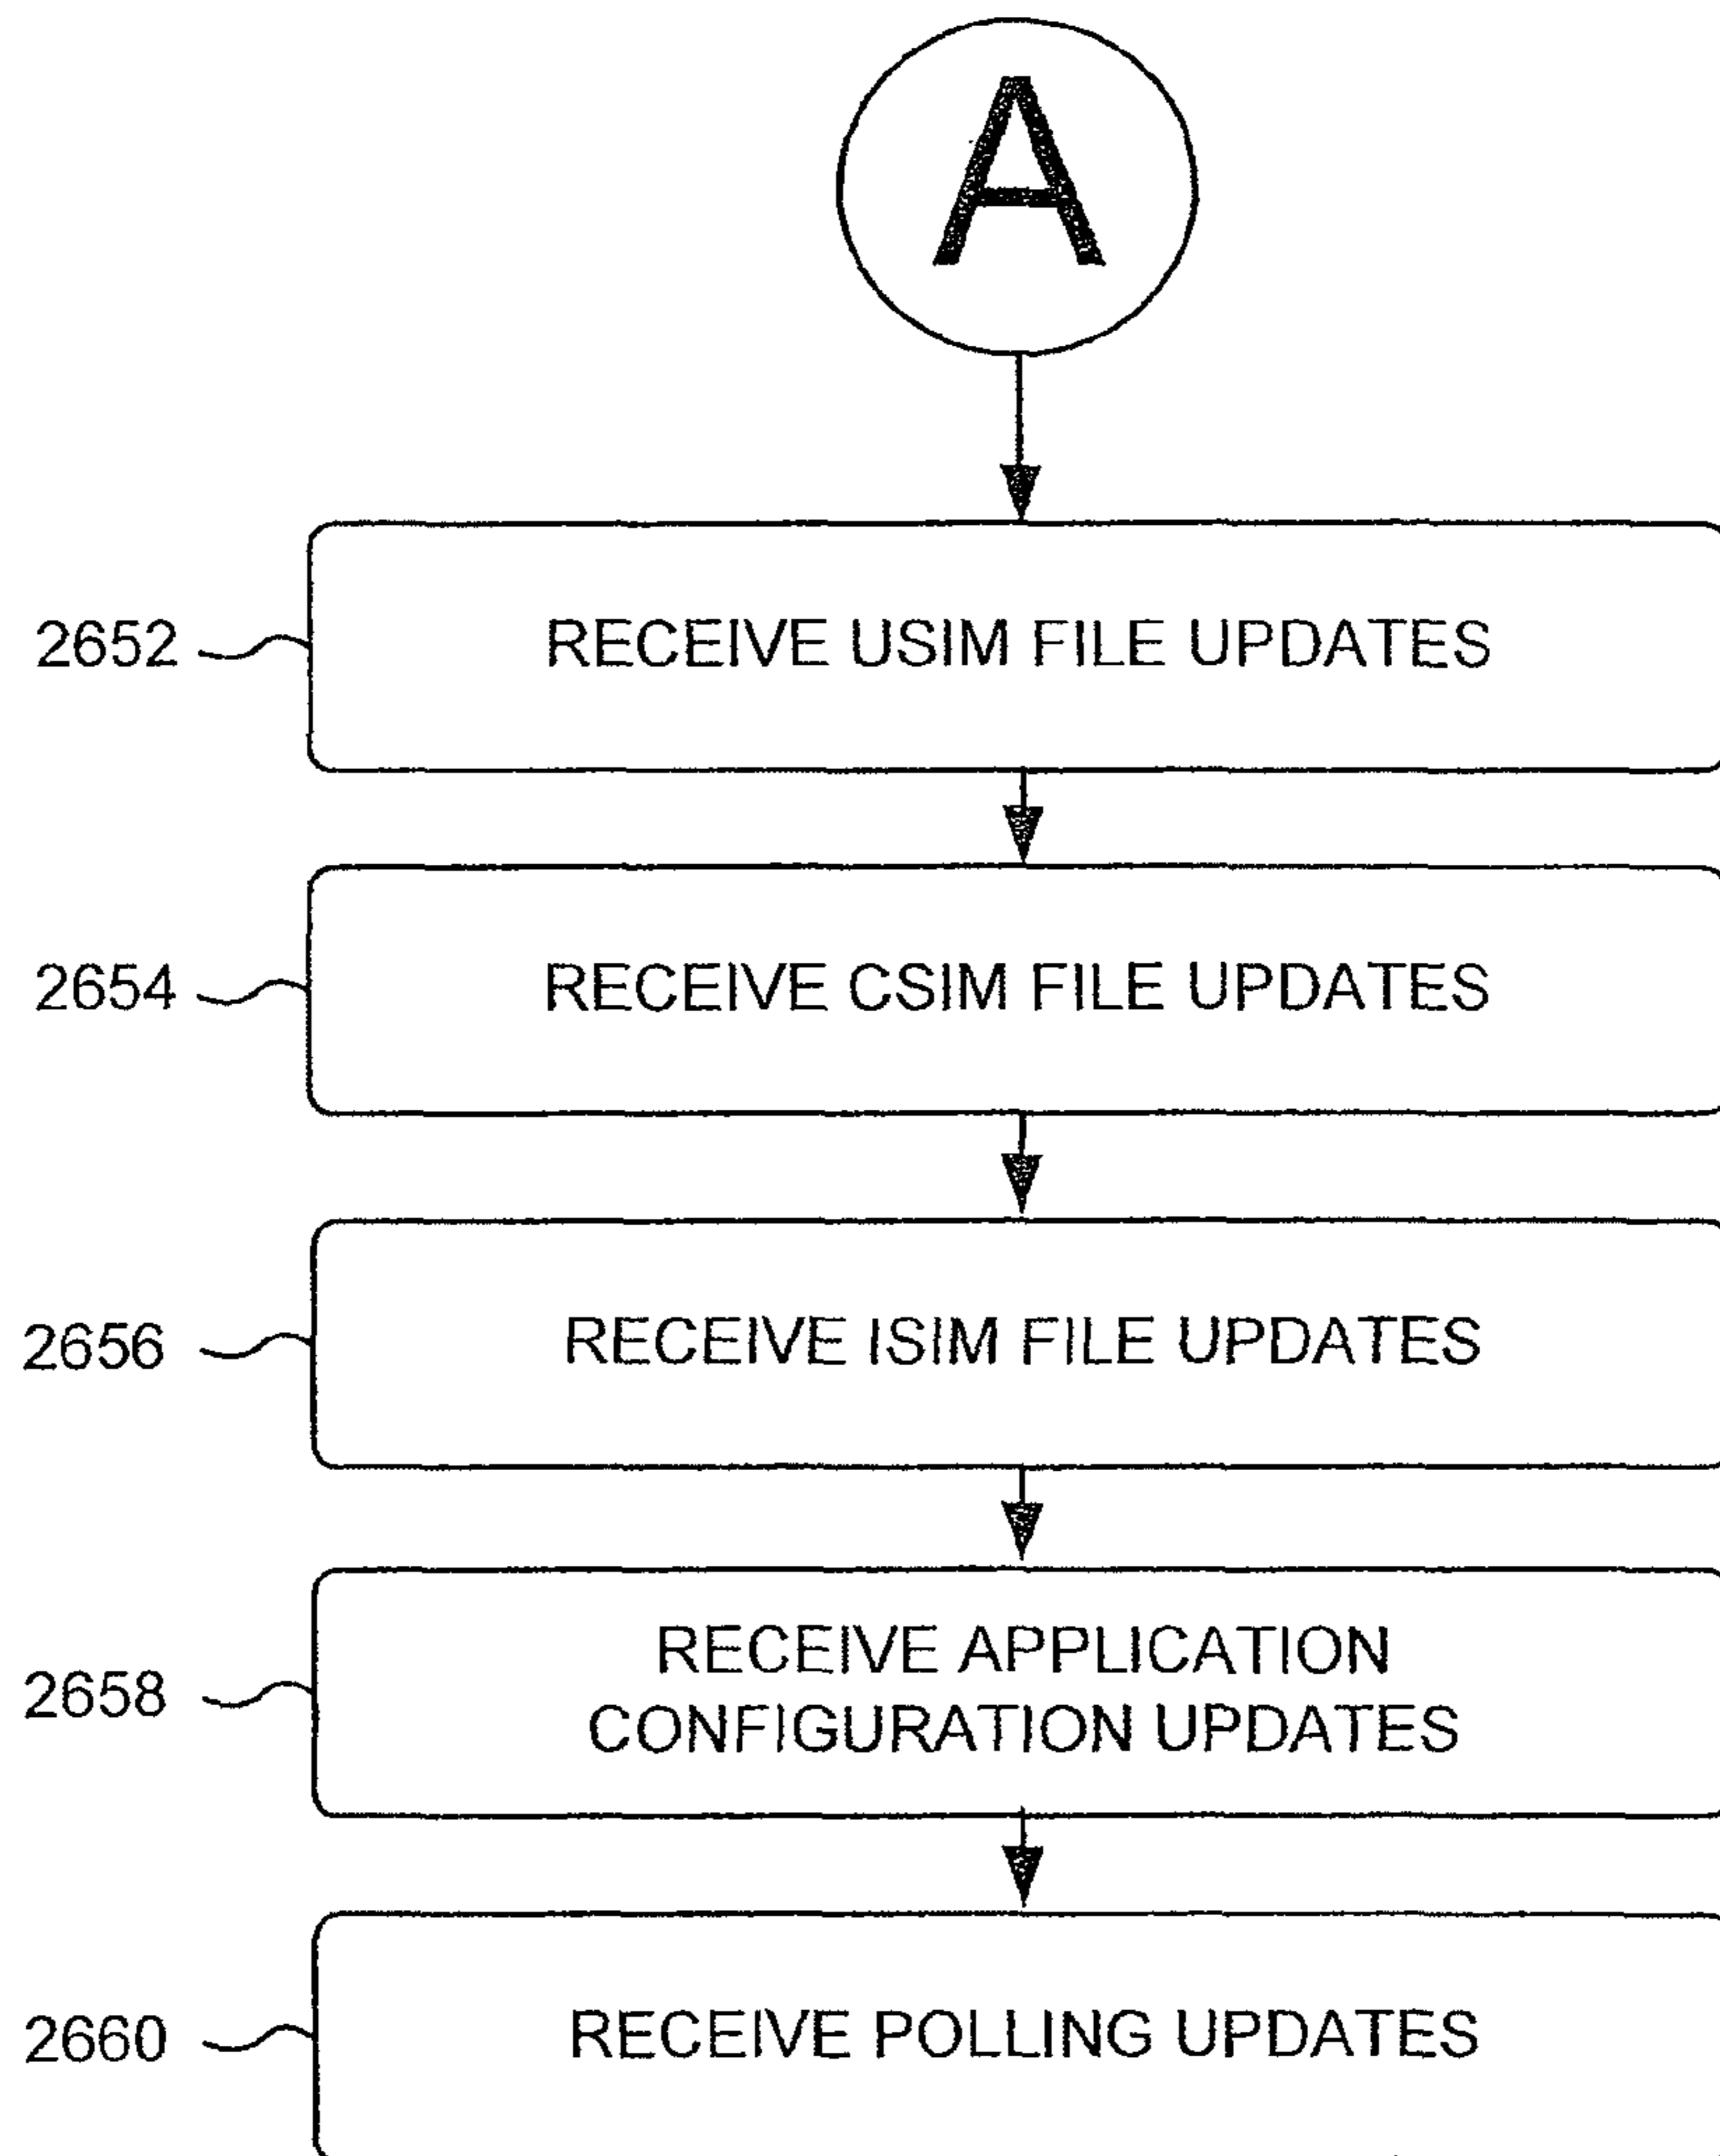 A
2652 RECEIVE USIM FILE UPDATES
2654 RECEIVE CSIM FILE UPDATES
2656 RECEIVE ISIM FILE UPDATES
RECEIVE APPLICATION
2658 CONFIGURATION UPDATES
2660 RECEIVE POLLING UPDATES